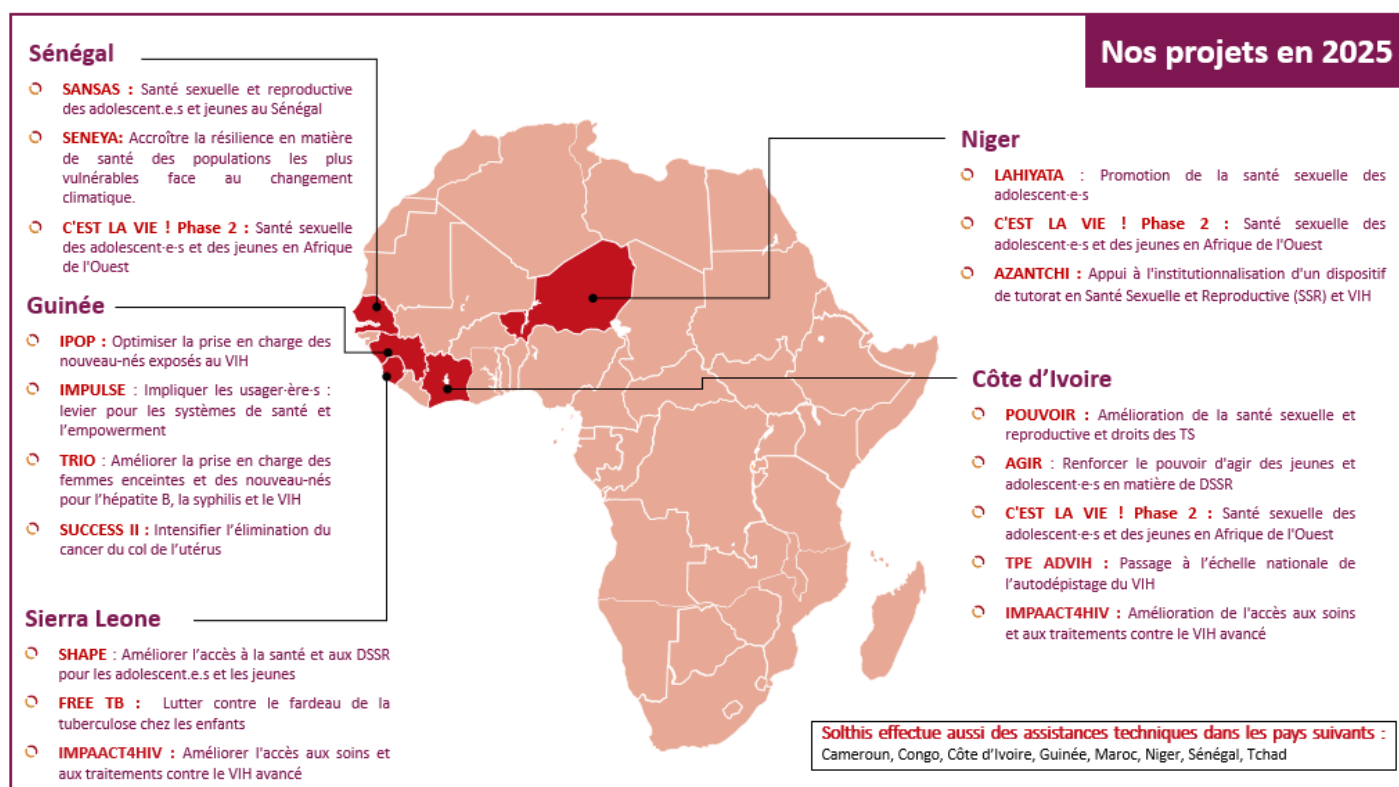 Nos projets en 2025
Sénégal
SANSAS : Santé sexuelle et reproductive
des adolescent.e.s et jeunes au Sénégal
SENEYA: Accroître la résilience en matière
de santé des populations les plus
vulnérables face au changement
climatique.
C'EST LA VIE ! Phase 2 : Santé sexuelle
des adolescent·e·s et des jeunes en Afrique
de l'Ouest
Guinée
IPOP : Optimiser la prise en charge des
nouveau-nés exposés au VIH
IMPULSE : Impliquer les usager·ère·s :
levier pour les systèmes de santé et
l’empowerment
TRIO : Améliorer la prise en charge des
femmes enceintes et des nouveau-nés
pour l’hépatite B, la syphilis et le VIH
SUCCESS II : Intensifier l’élimination du
cancer du col de l’utérus
Sierra Leone
SHAPE : Améliorer l’accès à la santé et aux DSSR
pour les adolescent.e.s et les jeunes
FREE TB : Lutter contre le fardeau de la
tuberculose chez les enfants
IMPAACT4HIV : Améliorer l'accès aux soins et
aux traitements contre le VIH avancé
Niger
LAHIYATA : Promotion de la santé sexuelle des
adolescent·e·s
C'EST LA VIE ! Phase 2 : Santé sexuelle des
adolescent·e·s et des jeunes en Afrique de l'Ouest
AZANTCHI : Appui à l'institutionnalisation d'un dispositif
de tutorat en Santé Sexuelle et Reproductive (SSR) et VIH
Côte d’Ivoire
POUVOIR : Amélioration de la santé sexuelle et
reproductive et droits des TS
AGIR : Renforcer le pouvoir d'agir des jeunes et
adolescent·e·s en matière de DSSR
C'EST LA VIE ! Phase 2 : Santé sexuelle des
adolescent·e·s et des jeunes en Afrique de l'Ouest
TPE ADVIH : Passage à l’échelle nationale de
l’autodépistage du VIH
IMPAACT4HIV : Amélioration de l'accès aux soins
et aux traitements contre le VIH avancé
Solthis effectue aussi des assistances techniques dans les pays suivants :
Cameroun, Congo, Côte d’Ivoire, Guinée, Maroc, Niger, Sénégal, Tchad